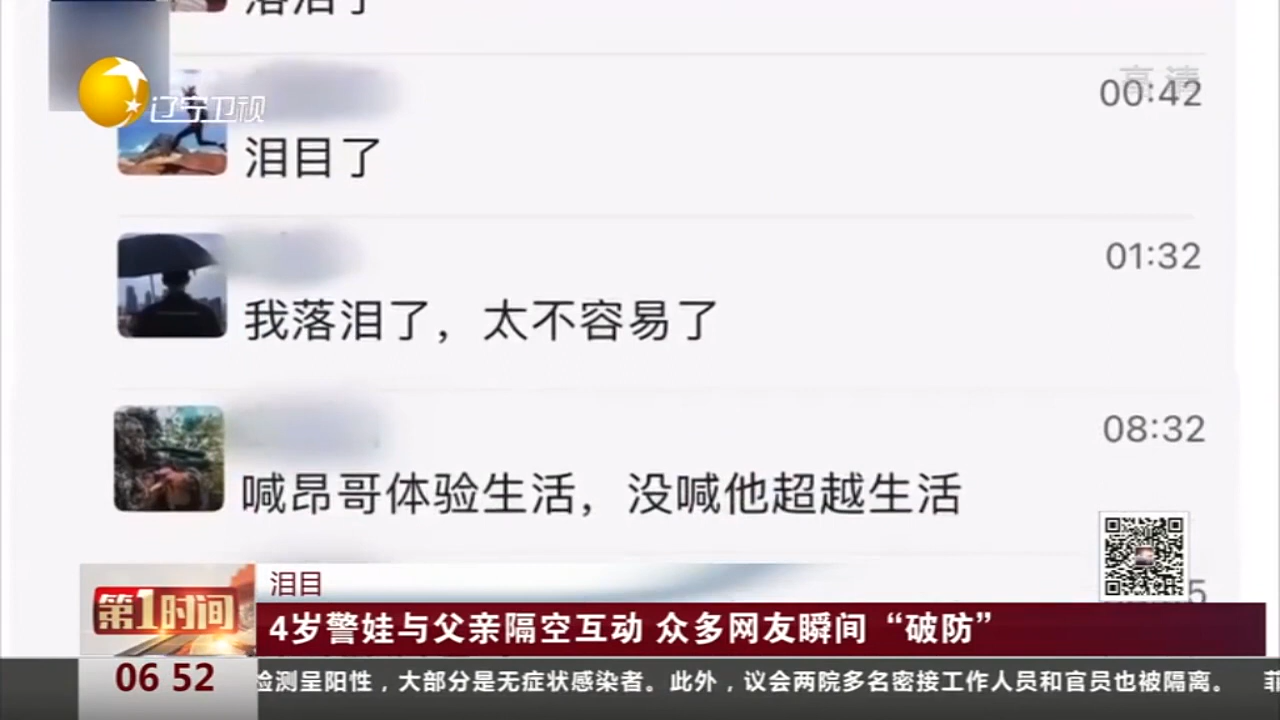 落泪了
辽宁卫视
高清
00:42
泪目了
01:32
我落泪了，太不容易了
08:32
喊昂哥体验生活，没喊他超越生活
5
泪目
第1时间
4岁警娃与父亲隔空互动 众多网友瞬间“破防”
06 52
检测呈阳性，大部分是无症状感染者。此外，议会两院多名密接工作人员和官员也被隔离。 菲